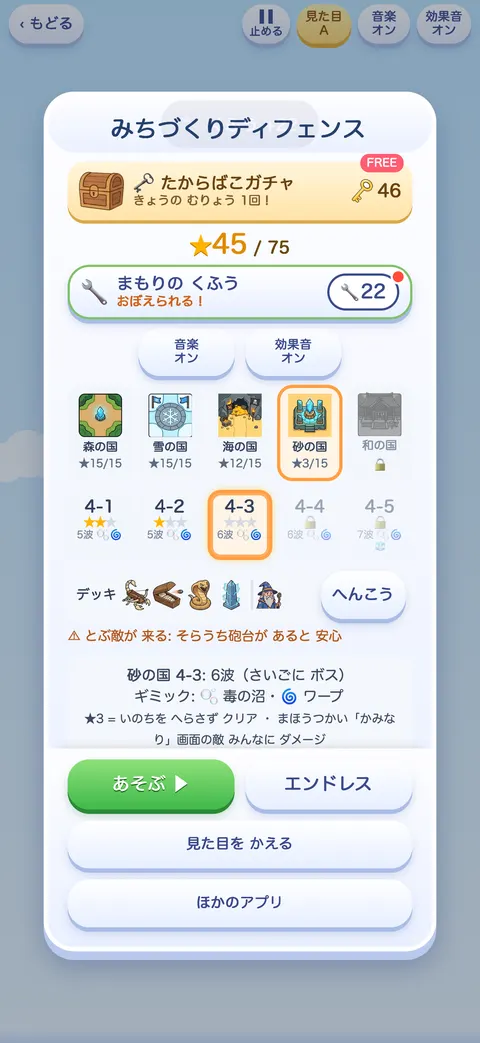 ‹ もどる
止める
見た目
A
音楽
オン
効果音
オン
みちづくりディフェンス
FREE
たからばこガチャ
きょうの むりょう 1回！
46
★45 / 75
まもりの くふう
おぼえられる！
22
音楽
オン
効果音
オン
森の国
★15/15
雪の国
★15/15
海の国
★12/15
砂の国
★3/15
和の国
4-1
★★★
5波
4-2
★★★
5波
4-3
★★★
6波
4-4
6波
4-5
7波
デッキ
へんこう
⚠ とぶ敵が 来る: そらうち砲台が あると 安心
砂の国 4-3: 6波（さいごに ボス）
ギミック: 🫧 毒の沼・🌀 ワープ
★3 = いのちを へらさず クリア ・ まほうつかい「かみな
り」画面の敵 みんなに ダメージ
あそぶ ▶
エンドレス
見た目を かえる
ほかのアプリ